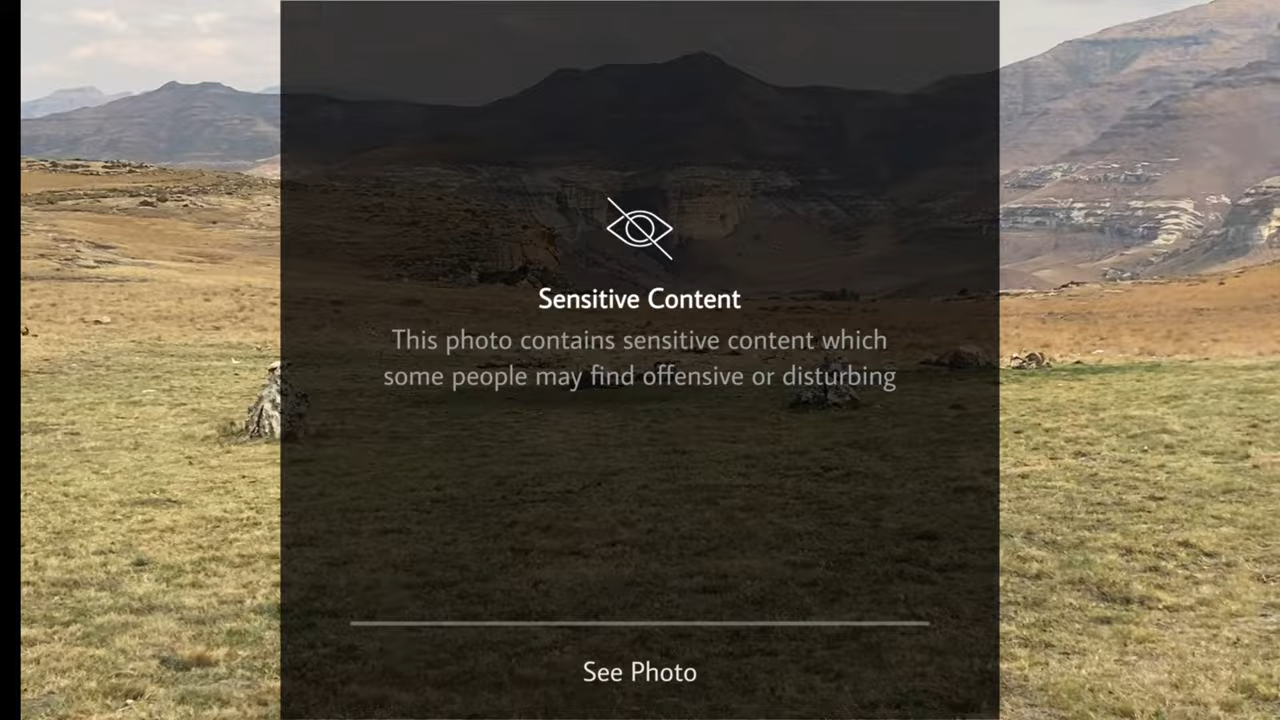 Sensitive Content
This photo contains sensitive content which
some people may find offensive or disturbing
See Photo